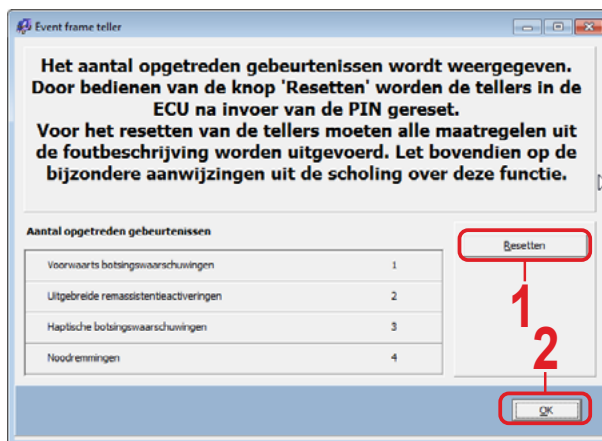 Event frame teller
Het aantal opgetreden gebeurtenissen wordt weergegeven.
Door bedienen van de knop 'Resetten' worden de tellers in de
ECU na invoer van de PIN gereset.
Voor het resetten van de tellers moeten alle maatregelen uit
de foutbeschrijving worden uitgevoerd. Let bovendien op de
bijzondere aanwijzingen uit de scholing over deze functie.
Aantal opgetreden gebeurtenissen
Voorwaarts botsingswaarschuwingen 1
Uitgebreide remassistentieactiveringen 2
Haptische botsingswaarschuwingen 3
Noodremmingen 4
Resetten
1
2
OK